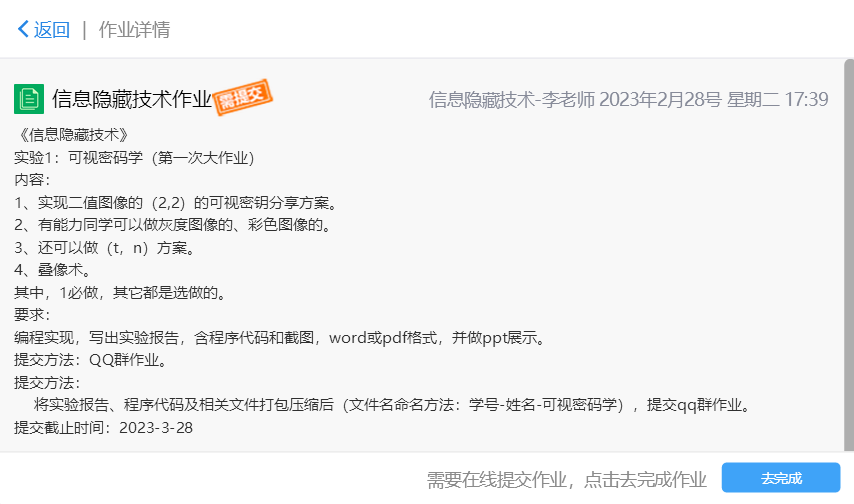 返回 | 作业详情
信息隐藏技术作业 需提交 信息隐藏技术-李老师 2023年2月28号 星期二 17:39
《信息隐藏技术》
实验1：可视密码学（第一次大作业）
内容：
1、实现二值图像的（2,2）的可视密钥分享方案。
2、有能力同学可以做灰度图像的、彩色图像的。
3、还可以做（t，n）方案。
4、叠像术。
其中，1必做，其它都是选做的。
要求：
编程实现，写出实验报告，含程序代码和截图，word或pdf格式，并做ppt展示。
提交方法：QQ群作业。
提交方法：
将实验报告、程序代码及相关文件打包压缩后（文件名命名方法：学号-姓名-可视密码学），提交qq群作业。
提交截止时间：2023-3-28
需要在线提交作业，点击去完成作业 去完成